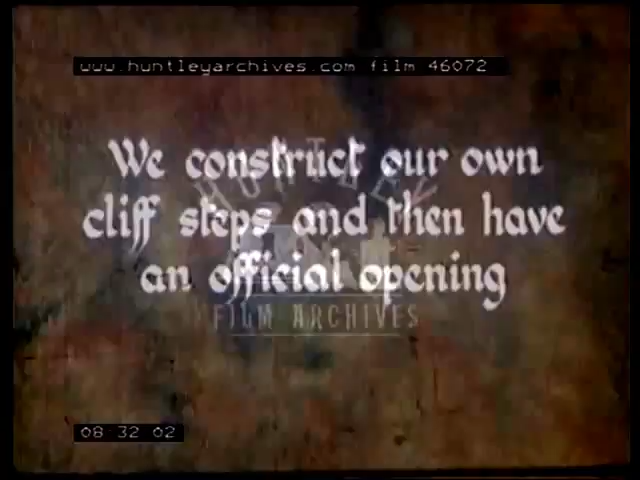 www.huntleyarchives.com film 46072
We construct our own
cliff steps and then have
an official opening
HUNTLEY
FILM ARCHIVES
08 32 02